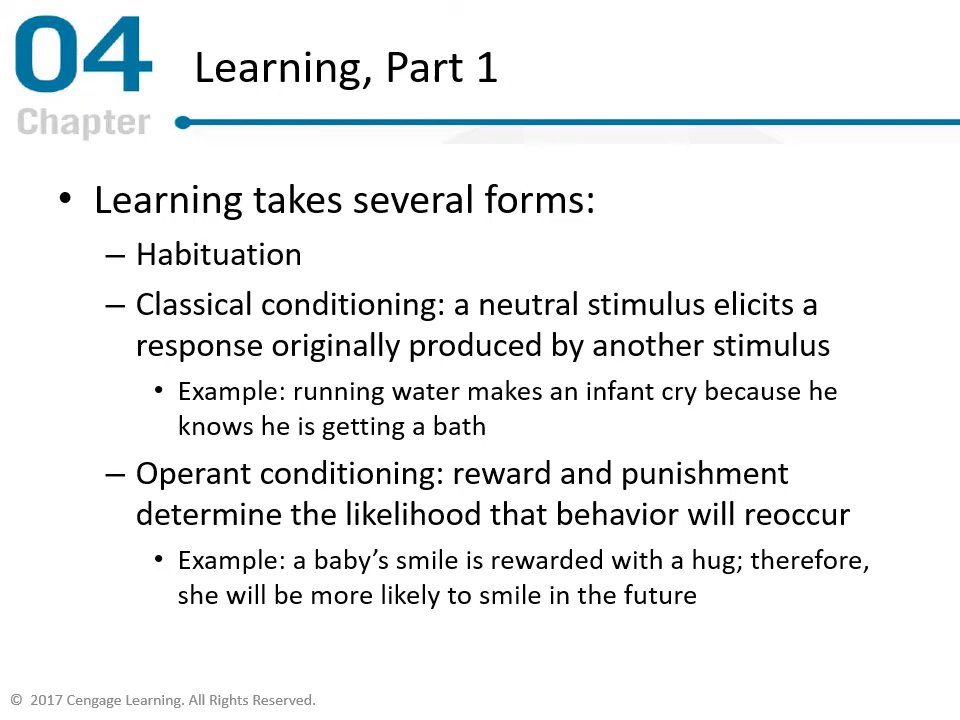 04
Chapter
Learning, Part 1
• Learning takes several forms:
– Habituation
– Classical conditioning: a neutral stimulus elicits a
response originally produced by another stimulus
• Example: running water makes an infant cry because he
knows he is getting a bath
– Operant conditioning: reward and punishment
determine the likelihood that behavior will reoccur
• Example: a baby’s smile is rewarded with a hug; therefore,
she will be more likely to smile in the future
© 2017 Cengage Learning. All Rights Reserved.